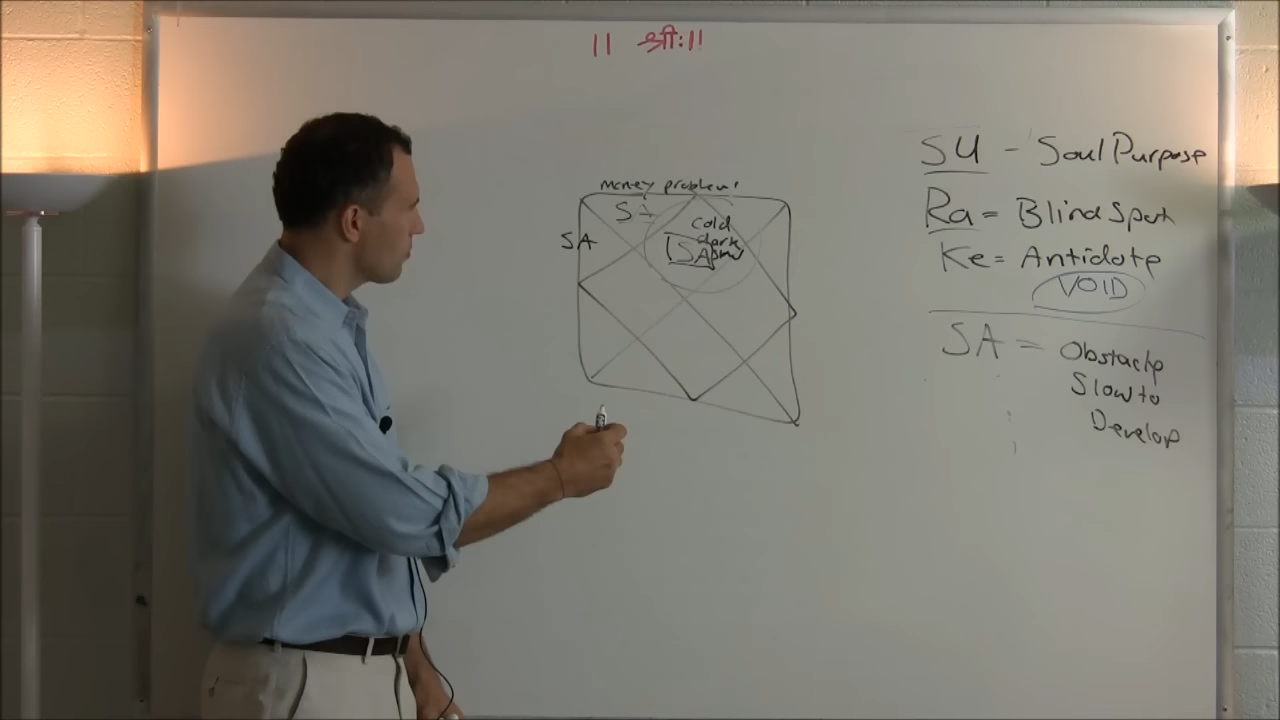 || श्रीः ||
SU - Soul Purpose
Ra = Blind Spot
Ke = Antidote
VOID
SA = Obstacle
Slow to
Develop
money problem
SA
cold
SA
dark
SA